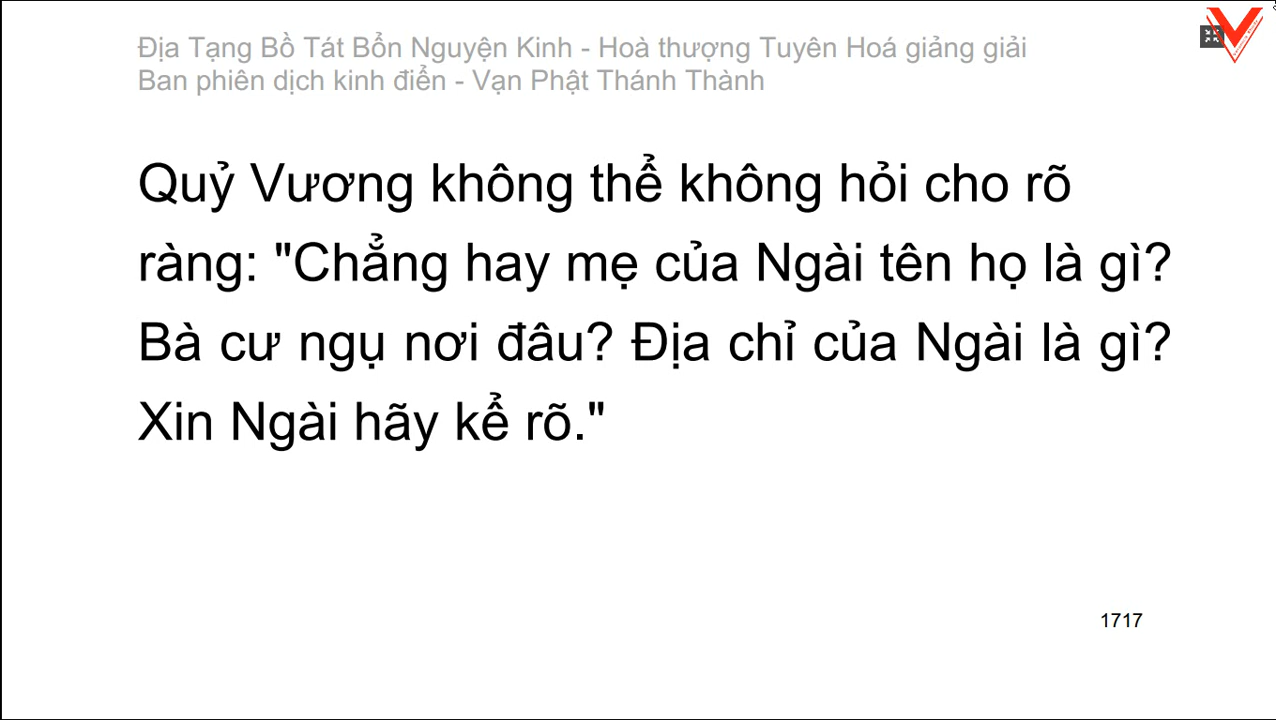 Địa Tạng Bồ Tát Bổn Nguyện Kinh - Hoà thượng Tuyên Hoá giảng giải
Ban phiên dịch kinh điển - Vạn Phật Thánh Thành
Quỷ Vương không thể không hỏi cho rõ
ràng: "Chẳng hay mẹ của Ngài tên họ là gì?
Bà cư ngụ nơi đâu? Địa chỉ của Ngài là gì?
Xin Ngài hãy kể rõ."
1717